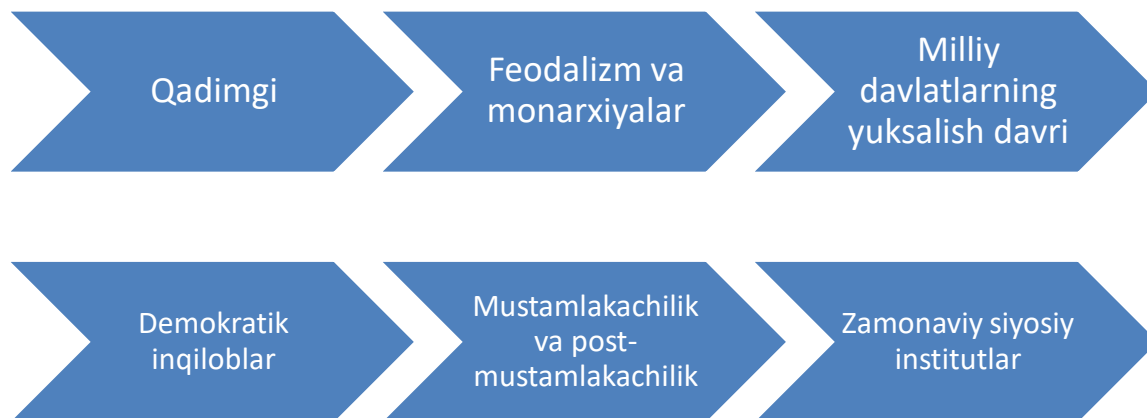 Qadimgi
Feodalizm va
monarxiyalar
Milliy
davlatlarning
yuksalish davri
Demokratik
inqiloblar
Mustamlakachilik
va post-
mustamlakachilik
Zamonaviy siyosiy
institutlar